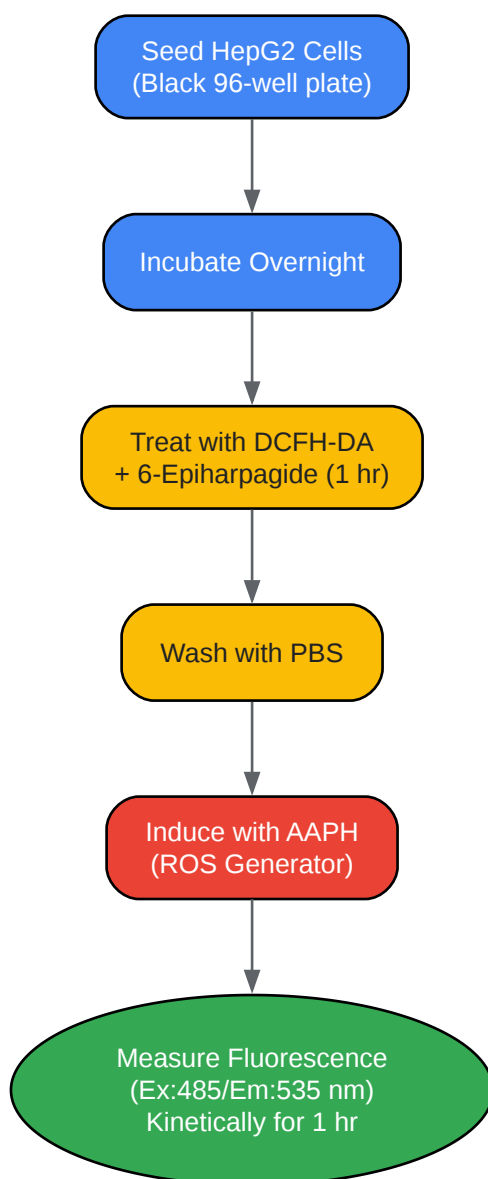 Seed HepG2 Cells
(Black 96-well plate)
Incubate Overnight
Treat with DCFH-DA
+ 6-Epiharpagide (1 hr)
Wash with PBS
Induce with AAPH
(ROS Generator)
Measure Fluorescence
(Ex:485/Em:535 nm)
Kinetically for 1 hr